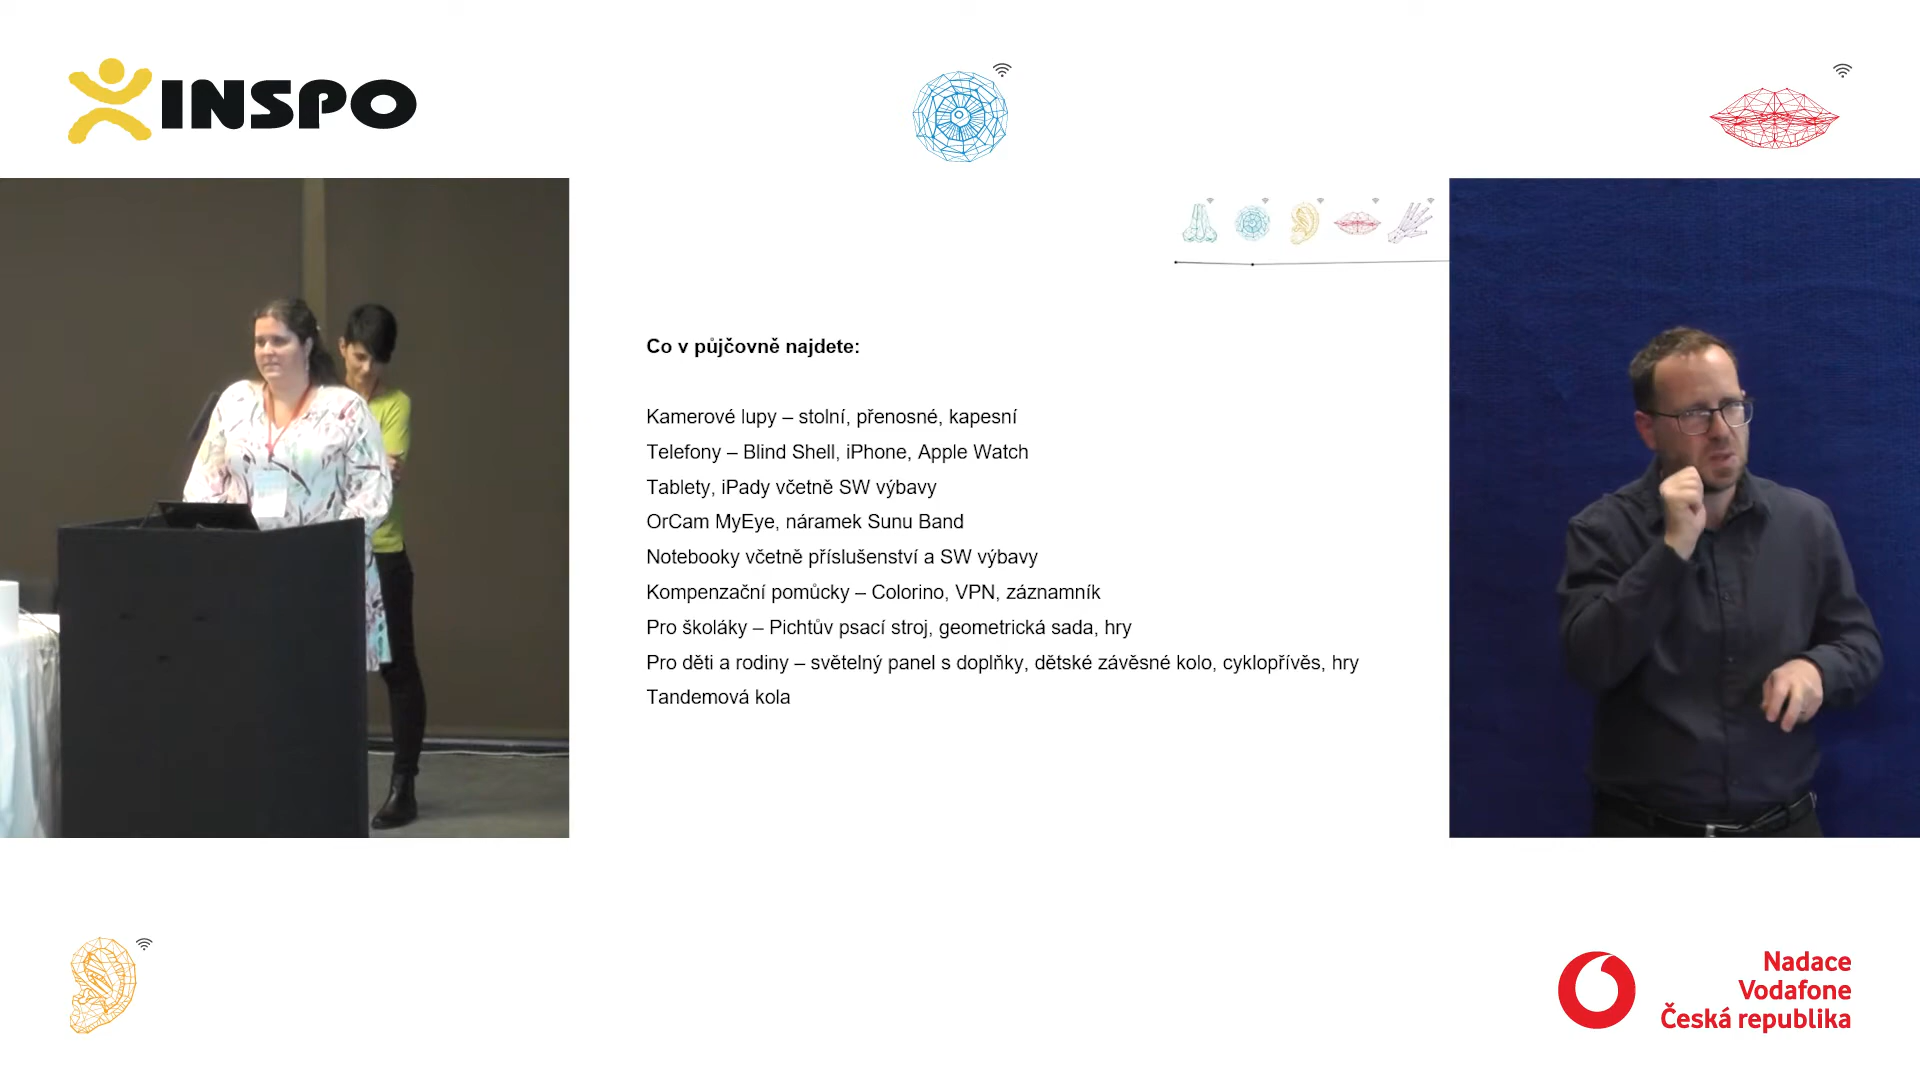 INSPO
Co v půjčovně najdete:
Kamerové lupy – stolní, přenosné, kapesní
Telefony – Blind Shell, iPhone, Apple Watch
Tablety, iPady včetně SW výbavy
OrCam MyEye, náramek Sunu Band
Notebooky včetně příslušenství a SW výbavy
Kompenzační pomůcky – Colorino, VPN, záznamník
Pro školáky – Pichtův psací stroj, geometrická sada, hry
Pro děti a rodiny – světelný panel s doplňky, dětské závěsné kolo, cyklopřívěs, hry
Tandemová kola
Nadace
Vodafone
Česká republika